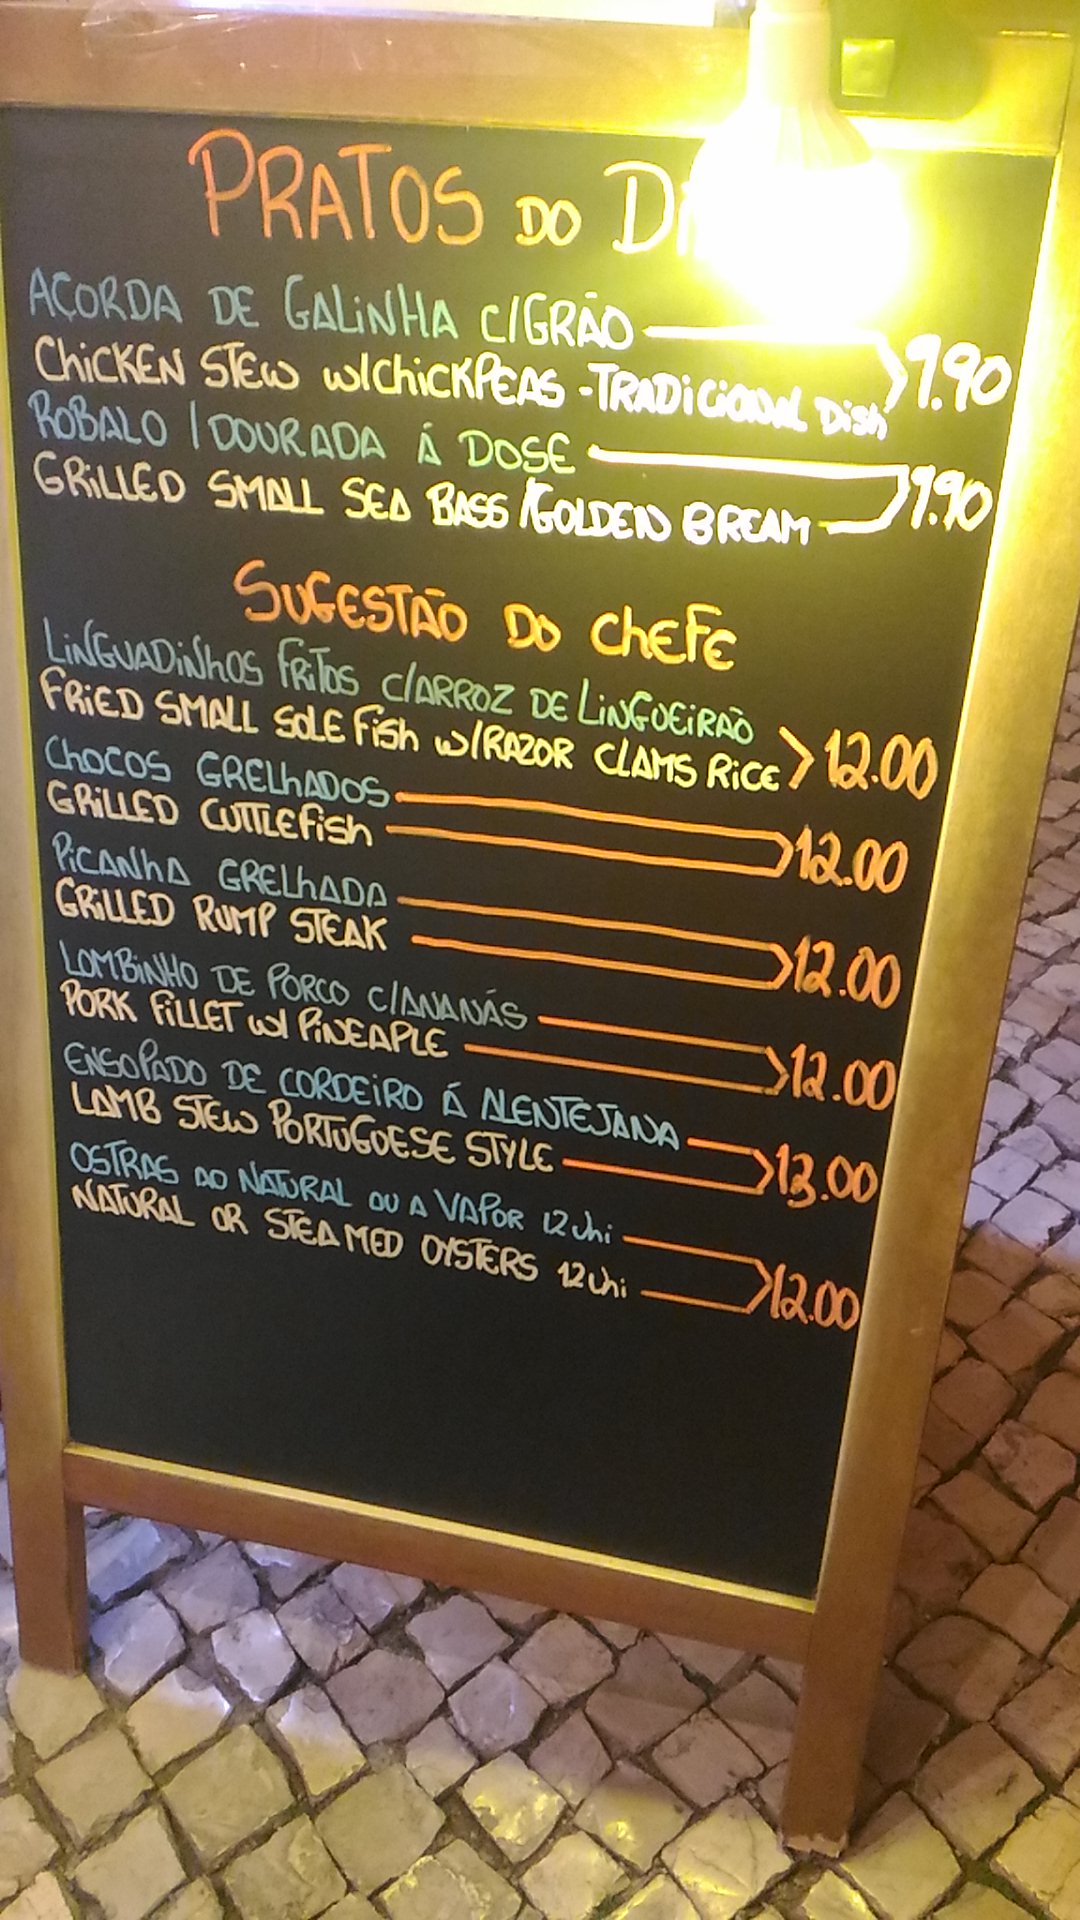 PRATOS DO
AÇORDA DE GALINHA C/GRÃO
CHICKEN STEW W/CHICKPEAS - TRADICIONAL DISH 9.90
ROBALO / DOURADA Á DOSE
GRILLED SMALL SEA BASS / GOLDEN BREAM 9.90
SUGESTÃO DO CHEFE
LINGUADINHOS FRITOS C/ARROZ DE LINGUEIRÃO
FRIED SMALL SOLE FISH W/RAZOR CLAMS RICE 12.00
CHOCOS GRELHADOS
GRILLED CUTTLEFISH 12.00
PICANHA GRELHADA
GRILLED RUMP STEAK 12.00
LOMBINHO DE PORCO C/ANANÁS
PORK FILLET W/ PINEAPLE 12.00
ENSOPADO DE CORDEIRO Á ALENTEJANA
LAMB STEW PORTUGUESE STYLE 13.00
OSTRAS AO NATURAL OU A VAPOR 12 Uni
NATURAL OR STEAMED OYSTERS 12 Uni 12.00